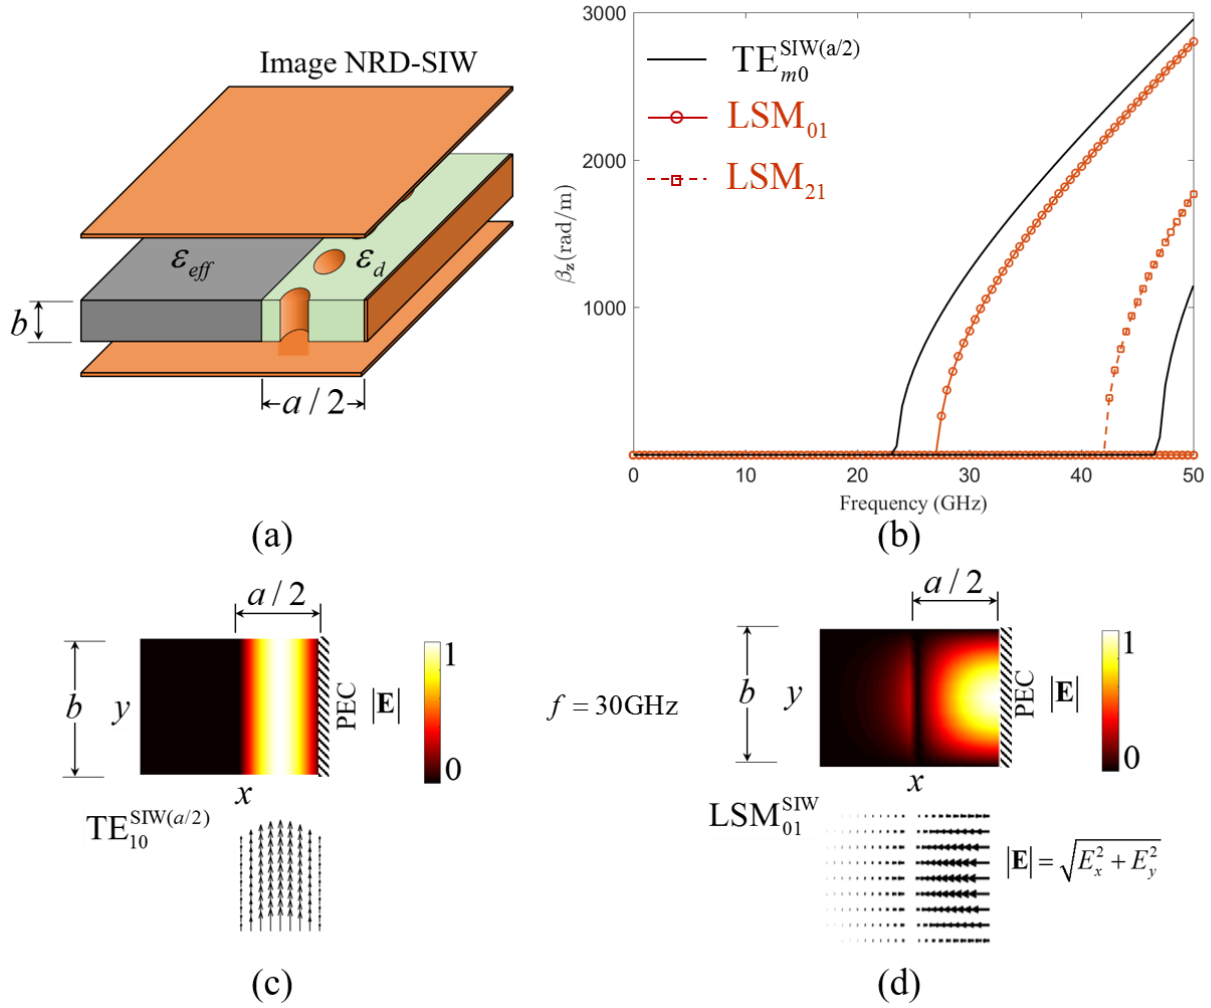 (a)
Image NRD-SIW
ε_eff
ε_d
b
a / 2
3000
2000
1000
β_z(rad/m)
TE_m0^SIW(a/2)
LSM_01
LSM_21
0
10
20
30
40
50
Frequency (GHz)
(a)
(b)
a / 2
b
y
x
PEC
|E|
1
0
TE_10^SIW(a/2)
f = 30GHz
a / 2
b
y
x
PEC
|E|
1
0
LSM_01^SIW
|E| = √(E_x^2 + E_y^2)
(c)
(d)